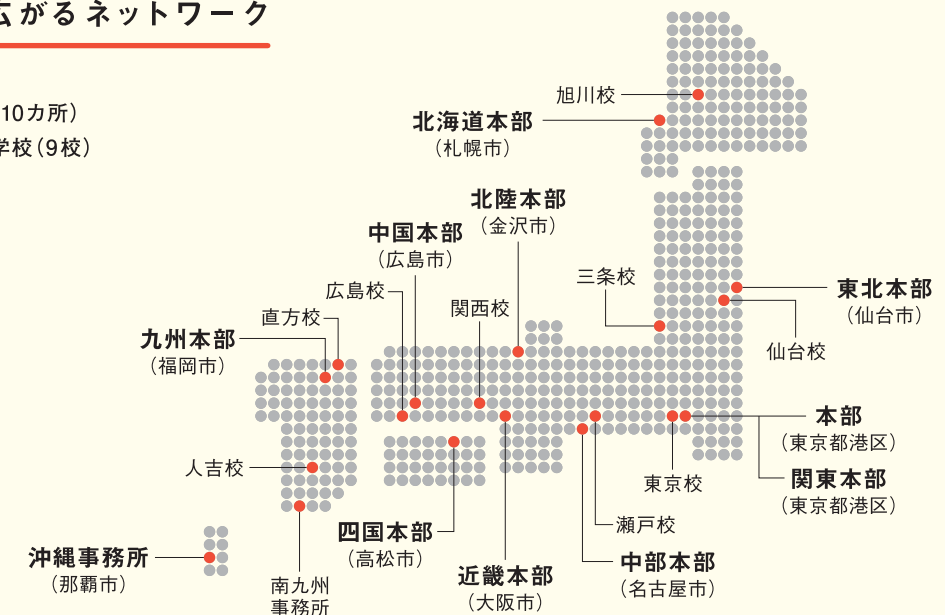 広がるネットワーク
10カ所）
学校（9校）
旭川校
北海道本部
（札幌市）
北陸本部
（金沢市）
中国本部
（広島市）
三条校
東北本部
（仙台市）
広島校
関西校
直方校
九州本部
（福岡市）
仙台校
本部
（東京都港区）
人吉校
東京校
関東本部
（東京都港区）
瀬戸校
四国本部
（高松市）
沖縄事務所
（那覇市）
中部本部
（名古屋市）
近畿本部
（大阪市）
南九州
事務所